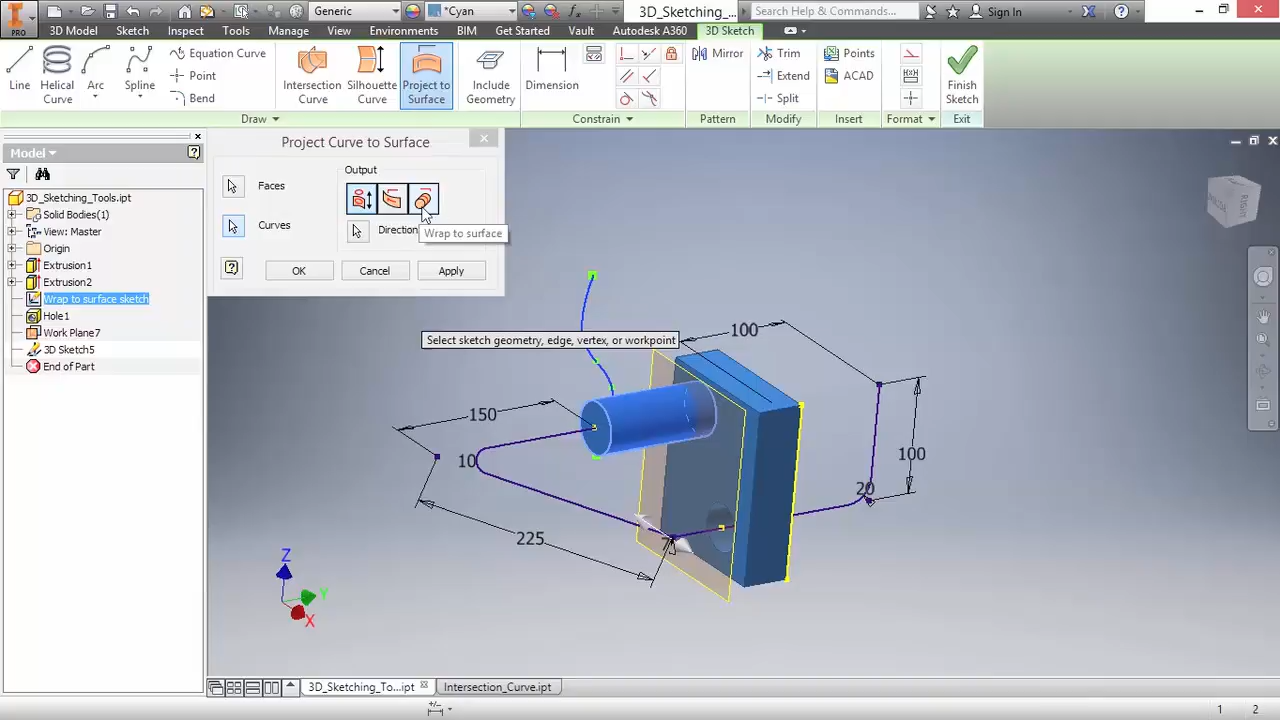 Generic
Cyan
3D_Sketching_...
Search Help & Commands...
Sign In
PRO
3D Model
Sketch
Inspect
Tools
Manage
View
Environments
BIM
Get Started
Vault
Autodesk A360
3D Sketch
Line
Helical Curve
Arc
Spline
Equation Curve
Point
Bend
Intersection Curve
Silhouette Curve
Project to Surface
Include Geometry
Dimension
Mirror
Trim
Extend
Split
Points
ACAD
Finish Sketch
Draw
Constrain
Pattern
Modify
Insert
Format
Exit
Model
3D_Sketching_Tools.ipt
Solid Bodies(1)
View: Master
Origin
Extrusion1
Extrusion2
Wrap to surface sketch
Hole1
Work Plane7
3D Sketch5
End of Part
Project Curve to Surface
Faces
Curves
Output
Direction
Wrap to surface
OK
Cancel
Apply
Select sketch geometry, edge, vertex, or workpoint
100
150
10
100
20
225
RIGHT
Z
Y
X
3D_Sketching_To...ipt
Intersection_Curve.ipt
1
2